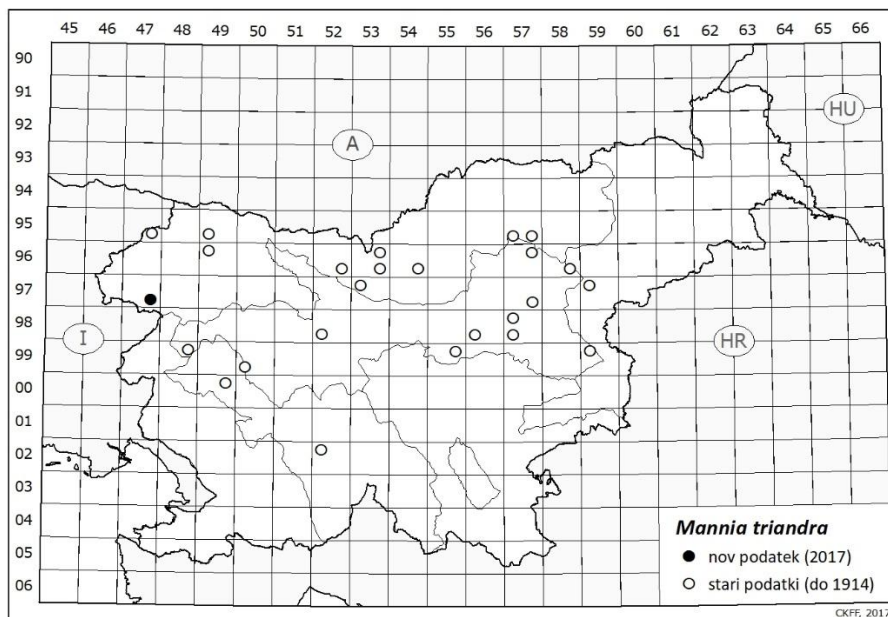 45 46 47 48 49 50 51 52 53 54 55 56 57 58 59 60 61 62 63 64 65 66
90
91
HU
92
A
93
94
95
96
97
98
I
HR
99
00
01
02
03
04
Mannia triandra
05
nov podatek (2017)
06
stari podatki (do 1914)
CKFF, 2017